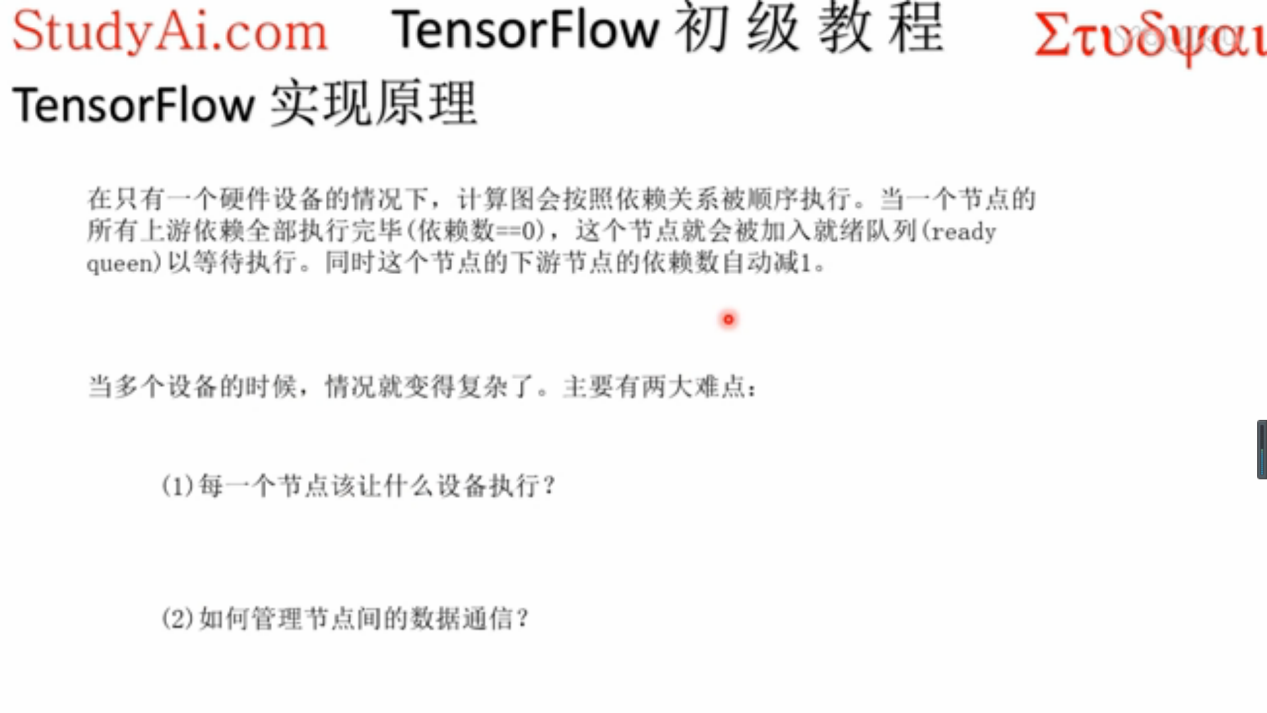 StudyAi.com
TensorFlow 初级教程
Στυδψαι
TensorFlow 实现原理
在只有一个硬件设备的情况下，计算图会按照依赖关系被顺序执行。当一个节点的
所有上游依赖全部执行完毕(依赖数==0)，这个节点就会被加入就绪队列(ready
queen)以等待执行。同时这个节点的下游节点的依赖数自动减1。
当多个设备的时候，情况就变得复杂了。主要有两大难点：
(1)每一个节点该让什么设备执行？
(2)如何管理节点间的数据通信？